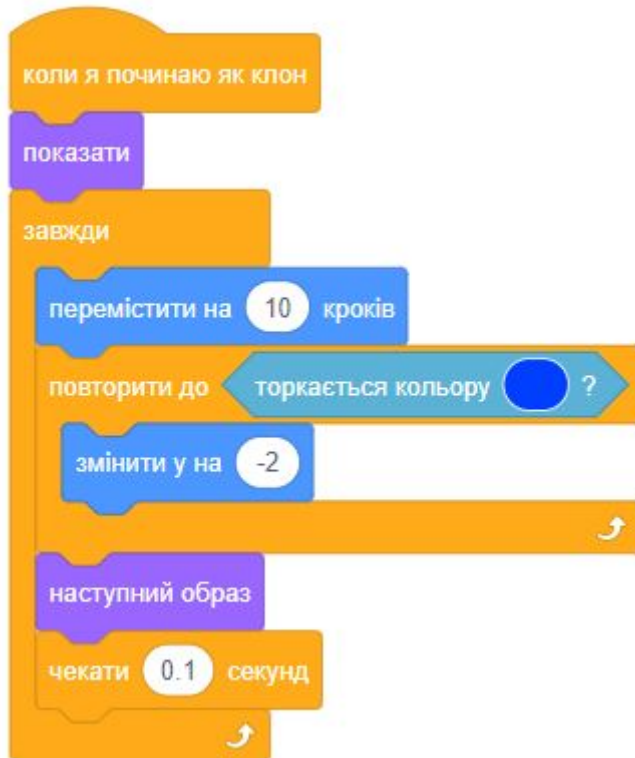 коли я починаю як клон
показати
завжди
перемістити на 10 кроків
повторити до торкається кольору ?
змінити y на -2
наступний образ
чекати 0.1 секунд